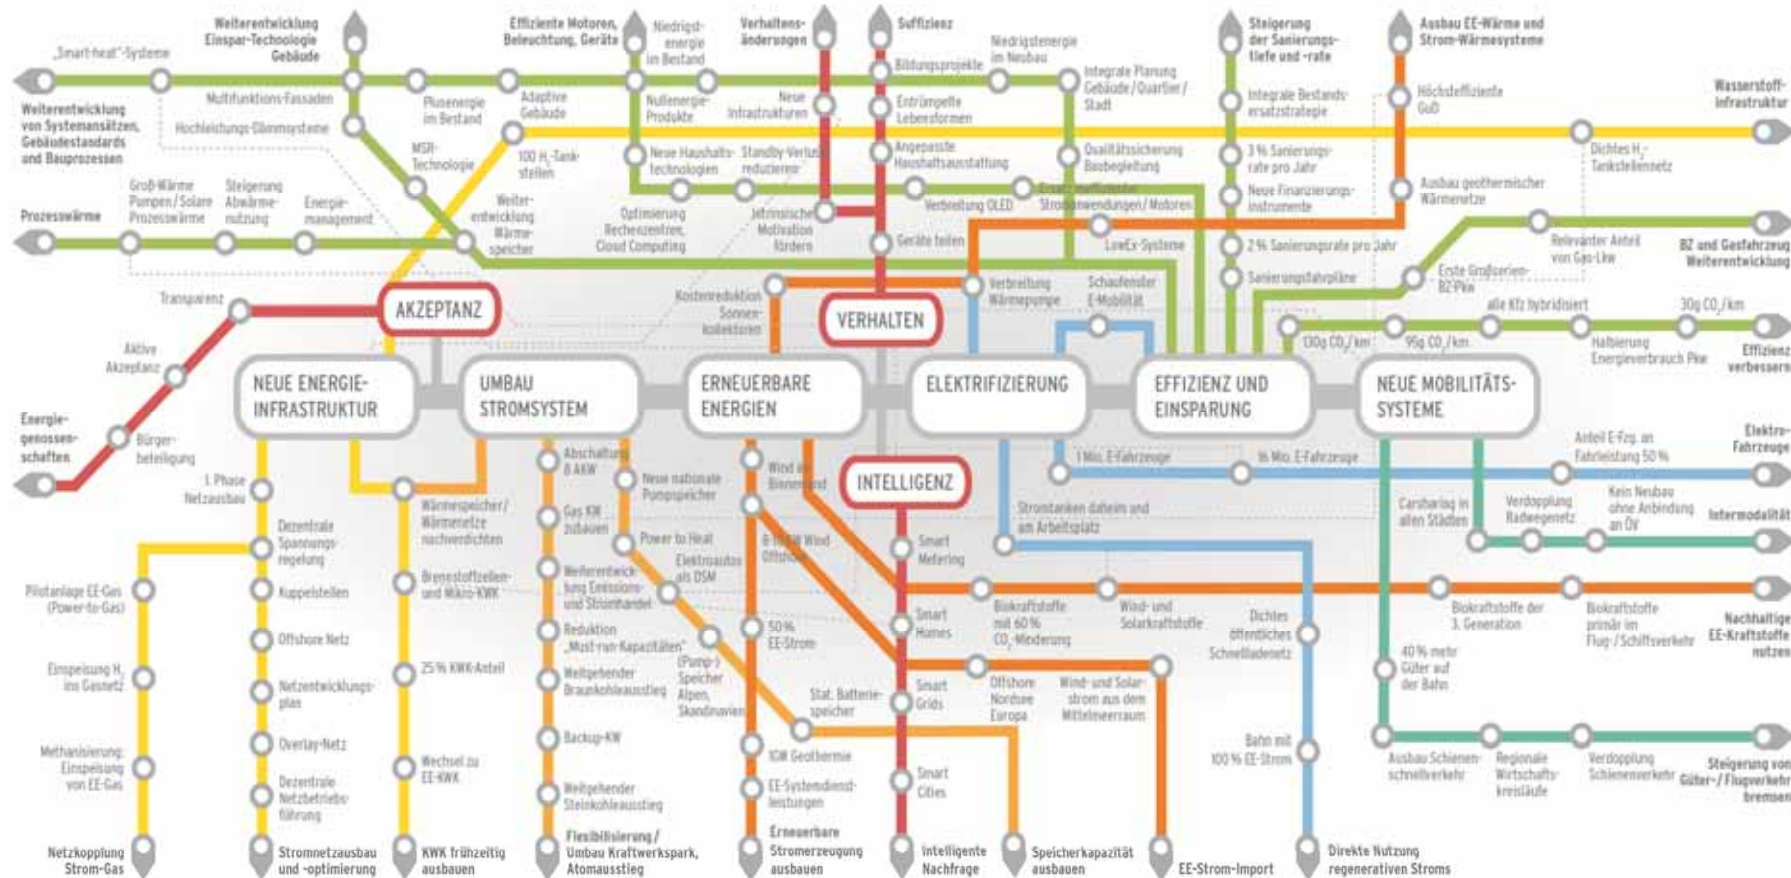 Weiterentwicklung
Einspar-Technologie
Gebäude
Effiziente Motoren,
Beleuchtung, Geräte
Niedrigst-
energie
im Bestand
Verhaltens-
änderungen
Suffizienz
Niedrigstenergie
im Neubau
Steigerung
der Sanierungs-
tiefe und -rate
Ausbau EE-Wärme und
Strom-Wärmesysteme
„Smart-heat"-Systeme
Bildungsprojekte
Integrale Planung
Gebäude/Quartier/
Stadt
Wasserstoff-
infrastruktur
Weiterentwicklung
von Systemansätzen,
Gebäudestandards
und Bauprozessen
Multifunktions-Fassaden
Plusenergie
im Bestand
Adaptive
Gebäude
Nullenergie-
Produkte
Neue
Infrastrukturen
Entrümpelte
Lebensformen
Integrale Bestands-
ersatzstrategie
Höchsteffiziente
GuD
Hochleistungs-Dämmsysteme
MSR-
Technologie
100 H₂-Tank-
stellen
Neue Haushalts-
technologien
Standby-Verluste
reduzieren
Angepasste
Haushaltsausstattung
Qualitätssicherung
Baubegleitung
3 % Sanierungs-
rate pro Jahr
Dichtes H₂-
Tankstellennetz
Prozesswärme
Groß-Wärme
Pumpen/Solare
Prozesswärme
Steigerung
Abwärme-
nutzung
Energie-
management
Weiter-
entwicklung
Wärme-
speicher
Optimierung
Rechenzentren,
Cloud Computing
Intrinsische
Motivation
fördern
Verbreitung OLED
Ersatz ineffizienter
Stromanwendungen/Motoren
Neue Finanzierungs-
instrumente
Ausbau geothermischer
Wärmenetze
Geräte teilen
LowEx-Systeme
2 % Sanierungsrate pro Jahr
Relevanter Anteil
von Gas-Lkw
BZ und Gasfahrzeug
Weiterentwicklung
Transparenz
AKZEPTANZ
Kostenreduktion
Sonnen-
kollektoren
VERHALTEN
Verbreitung
Wärmepumpe
Schaufenster
E-Mobilität
Sanierungsfahrpläne
Erste Großserien-
BZ-Pkw
alle Kfz hybridisiert
30g CO₂/km
Aktive
Akzeptanz
130g CO₂/km
95g CO₂/km
Halbierung
Energieverbrauch Pkw
Effizienz
verbessern
NEUE ENERGIE-
INFRASTRUKTUR
UMBAU
STROMSYSTEM
ERNEUERBARE
ENERGIEN
ELEKTRIFIZIERUNG
EFFIZIENZ UND
EINSPARUNG
NEUE MOBILITÄTS-
SYSTEME
Energie-
genossen-
schaften
Bürger-
beteiligung
1. Phase
Netzausbau
Abschaltung
8 AKW
Neue nationale
Pumpspeicher
Wind
Binnenland
INTELLIGENZ
1 Mio. E-Fahrzeuge
16 Mio. E-Fahrzeuge
Anteil E-Fzg. an
Fahrleistung 50 %
Elektro-
Fahrzeuge
Wärmespeicher/
Wärmenetze
nachverdichten
Gas KW
zubauen
Stromtanken daheim und
am Arbeitsplatz
Carsharing in
allen Städten
Verdopplung
Radwegenetz
Kein Neubau
ohne Anbindung
an ÖV
Intermodalität
Dezentrale
Spannungs-
regelung
Power to Heat
Elektroautos
als DSM
Wind
Offshore
Smart
Metering
Pilotanlage EE-Gas
(Power-to-Gas)
Kuppelstellen
Brennstoffzellen-
und Mikro-KWK
Weiterentwick-
lung Emissions-
und Stromhandel
Biokraftstoffe
mit 60 %
CO₂-Minderung
Wind- und
Solarkraftstoffe
Dichtes
öffentliches
Schnellladenetz
Biokraftstoffe der
3. Generation
Biokraftstoffe
primär im
Flug-/Schiffsverkehr
Nachhaltige
EE-Kraftstoffe
nutzen
Offshore Netz
Reduktion
„Must-run-Kapazitäten"
50 %
EE-Strom
Smart
Homes
Einspeisung H₂
ins Gasnetz
Netzentwicklungs-
plan
25 % KWK-Anteil
Weitgehender
Braunkohleausstieg
(Pump-)
Speicher
Alpen,
Skandinavien
Stat. Batterie-
speicher
Smart
Grids
Offshore
Nordsee
Europa
Wind- und Solar-
strom aus dem
Mittelmeerraum
40 % mehr
Güter auf
der Bahn
Methanisierung:
Einspeisung
von EE-Gas
Overlay-Netz
Wechsel zu
EE-KWK
Backup-KW
1GW Geothermie
Bahn mit
100 % EE-Strom
Ausbau Schienen-
schnellverkehr
Regionale
Wirtschafts-
kreisläufe
Verdopplung
Schienenverkehr
Steigerung von
Güter-/Flugverkehr
bremsen
Dezentrale
Netzbetriebs-
führung
Weitgehender
Steinkohleausstieg
EE-Systemdienst-
leistungen
Smart
Cities
Netzkopplung
Strom-Gas
Stromnetzausbau
und -optimierung
KWK frühzeitig
ausbauen
Flexibilisierung/
Umbau Kraftwerkspark,
Atomausstieg
Erneuerbare
Stromerzeugung
ausbauen
Intelligente
Nachfrage
Speicherkapazität
ausbauen
EE-Strom-Import
Direkte Nutzung
regenerativen Stroms